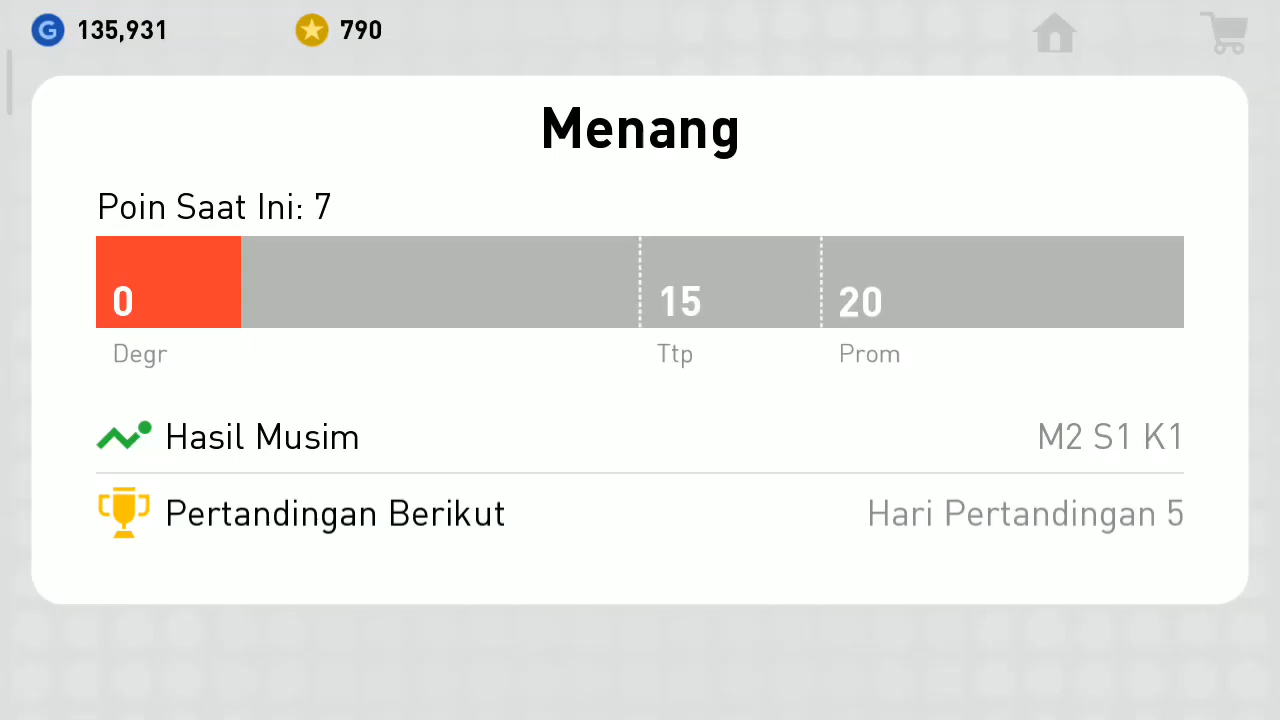 G 135,931 790
Menang
Poin Saat Ini: 7
0 15 20
Degr Ttp Prom
Hasil Musim M2 S1 K1
Pertandingan Berikut Hari Pertandingan 5